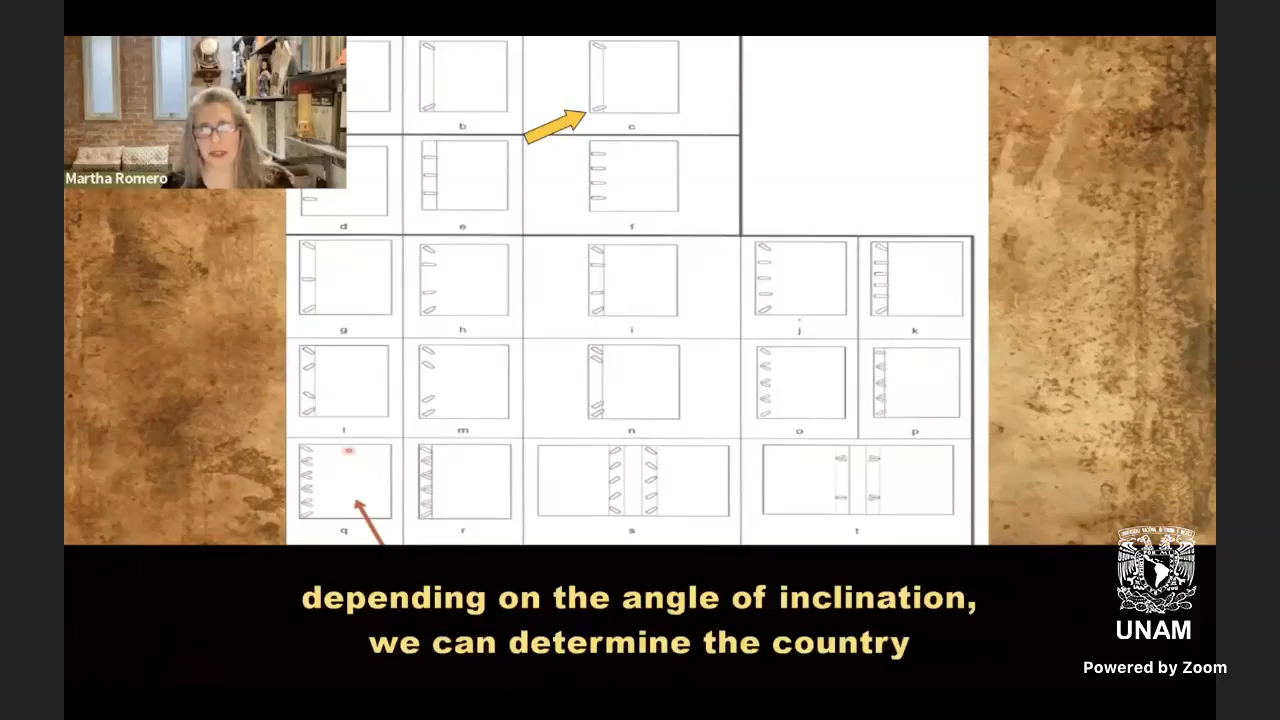 Martha Romero
b
c
d
e
f
g
h
i
j
k
l
m
n
o
p
q
r
s
t
depending on the angle of inclination,
we can determine the country
UNAM
Powered by Zoom